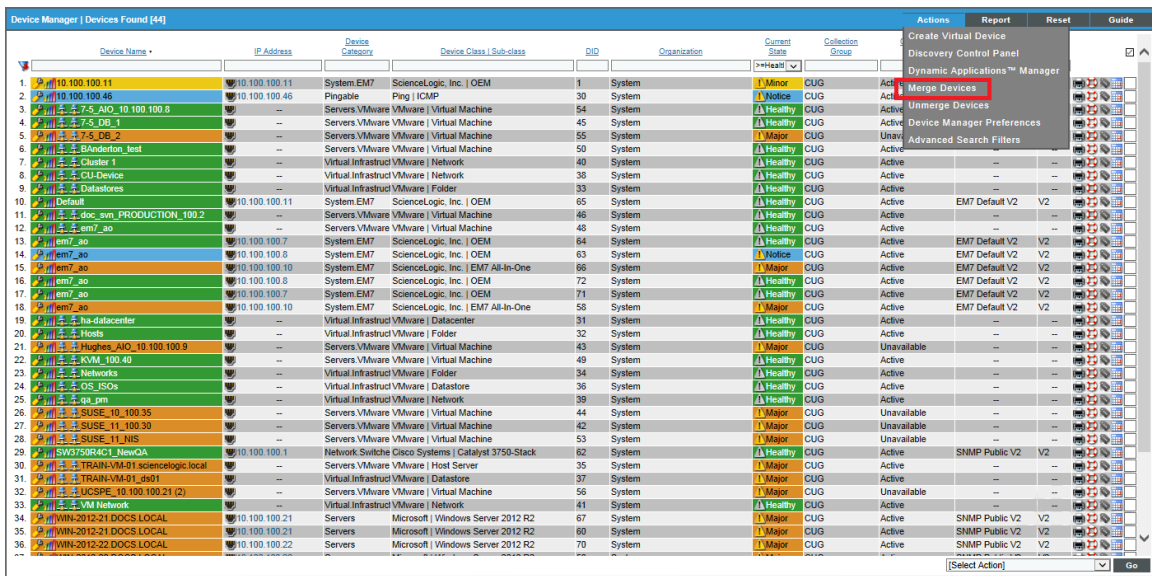 Device Manager | Devices Found [44]
Actions Report Reset Guide
Create Virtual Device
Discovery Control Panel
Dynamic Applications™ Manager
Merge Devices
Unmerge Devices
Device Manager Preferences
Advanced Search Filters
Device Name • IP Address Device Category Device Class | Sub-class DID Organization Current State Collection Group
>=Healt
1. 10.100.100.11 10.100.100.11 System.EM7 ScienceLogic, Inc. | OEM 1 System Minor CUG
2. 10.100.100.46 10.100.100.46 Pingable Ping | ICMP 30 System Notice CUG
3. 7-5_AIO_10.100.100.8 -- Servers.VMware VMware | Virtual Machine 54 System Healthy CUG
4. 7-5_DB_1 -- Servers.VMware VMware | Virtual Machine 45 System Healthy CUG
5. 7-5_DB_2 -- Servers.VMware VMware | Virtual Machine 55 System Major CUG
6. BAnderton_test -- Servers.VMware VMware | Virtual Machine 50 System Healthy CUG Active -- --
7. Cluster 1 -- Virtual.Infrastruct VMware | Network 40 System Healthy CUG Active -- --
8. CU-Device -- Virtual.Infrastruct VMware | Network 38 System Healthy CUG Active -- --
9. Datastores -- Virtual.Infrastruct VMware | Folder 33 System Healthy CUG Active -- --
10. Default 10.100.100.11 System.EM7 ScienceLogic, Inc. | OEM 65 System Healthy CUG Active EM7 Default V2 V2
11. doc_svn_PRODUCTION_100.2 -- Servers.VMware VMware | Virtual Machine 46 System Healthy CUG Active -- --
12. em7_ao -- Servers.VMware VMware | Virtual Machine 48 System Healthy CUG Active -- --
13. em7_ao 10.100.100.7 System.EM7 ScienceLogic, Inc. | OEM 64 System Healthy CUG Active EM7 Default V2 V2
14. em7_ao 10.100.100.8 System.EM7 ScienceLogic, Inc. | OEM 63 System Notice CUG Active EM7 Default V2 V2
15. em7_ao 10.100.100.10 System.EM7 ScienceLogic, Inc. | EM7 All-In-One 66 System Major CUG Active EM7 Default V2 V2
16. em7_ao 10.100.100.8 System.EM7 ScienceLogic, Inc. | OEM 72 System Healthy CUG Active EM7 Default V2 V2
17. em7_ao 10.100.100.7 System.EM7 ScienceLogic, Inc. | OEM 71 System Healthy CUG Active EM7 Default V2 V2
18. em7_ao 10.100.100.10 System.EM7 ScienceLogic, Inc. | EM7 All-In-One 58 System Major CUG Active EM7 Default V2 V2
19. ha-datacenter -- Virtual.Infrastruct VMware | Datacenter 31 System Healthy CUG Active -- --
20. Hosts -- Virtual.Infrastruct VMware | Folder 32 System Healthy CUG Active -- --
21. Hughes_AIO_10.100.100.9 -- Servers.VMware VMware | Virtual Machine 43 System Major CUG Unavailable -- --
22. KVM_100.40 -- Servers.VMware VMware | Virtual Machine 49 System Healthy CUG Active -- --
23. Networks -- Virtual.Infrastruct VMware | Folder 34 System Healthy CUG Active -- --
24. OS_ISOs -- Virtual.Infrastruct VMware | Datastore 36 System Healthy CUG Active -- --
25. qa_pm -- Virtual.Infrastruct VMware | Network 39 System Healthy CUG Active -- --
26. SUSE_10_100.35 -- Servers.VMware VMware | Virtual Machine 44 System Major CUG Unavailable -- --
27. SUSE_11_100.30 -- Servers.VMware VMware | Virtual Machine 42 System Major CUG Unavailable -- --
28. SUSE_11_NIS -- Servers.VMware VMware | Virtual Machine 53 System Major CUG Unavailable -- --
29. SW3750R4C1_NewQA 10.100.100.1 Network.Switche Cisco Systems | Catalyst 3750-Stack 62 System Healthy CUG Active SNMP Public V2 V2
30. TRAIN-VM-01.sciencelogic.local -- Servers.VMware VMware | Host Server 35 System Major CUG Active -- --
31. TRAIN-VM-01_ds01 -- Virtual.Infrastruct VMware | Datastore 37 System Major CUG Active -- --
32. UCSPE_10.100.100.21 (2) -- Servers.VMware VMware | Virtual Machine 56 System Major CUG Unavailable -- --
33. VM Network -- Virtual.Infrastruct VMware | Network 41 System Healthy CUG Active -- --
34. WIN-2012-21.DOCS.LOCAL 10.100.100.21 Servers Microsoft | Windows Server 2012 R2 67 System Major CUG Active SNMP Public V2 V2
35. WIN-2012-21.DOCS.LOCAL 10.100.100.21 Servers Microsoft | Windows Server 2012 R2 60 System Major CUG Active SNMP Public V2 V2
36. WIN-2012-22.DOCS.LOCAL 10.100.100.22 Servers Microsoft | Windows Server 2012 R2 70 System Major CUG Active SNMP Public V2 V2
[Select Action] Go